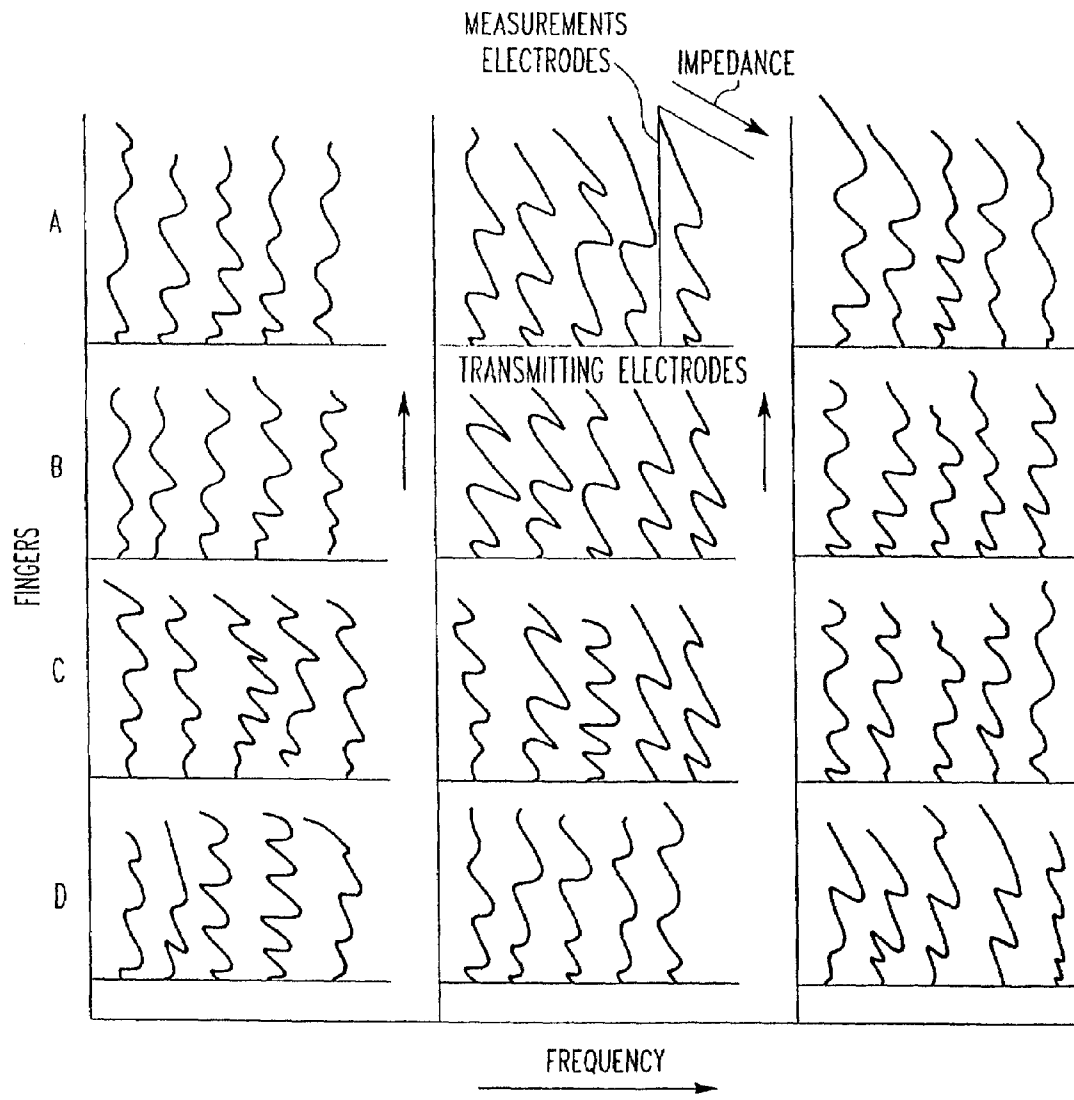 MEASUREMENTS
ELECTRODES
IMPEDANCE
A
TRANSMITTING ELECTRODES
B
FINGERS
C
D
FREQUENCY